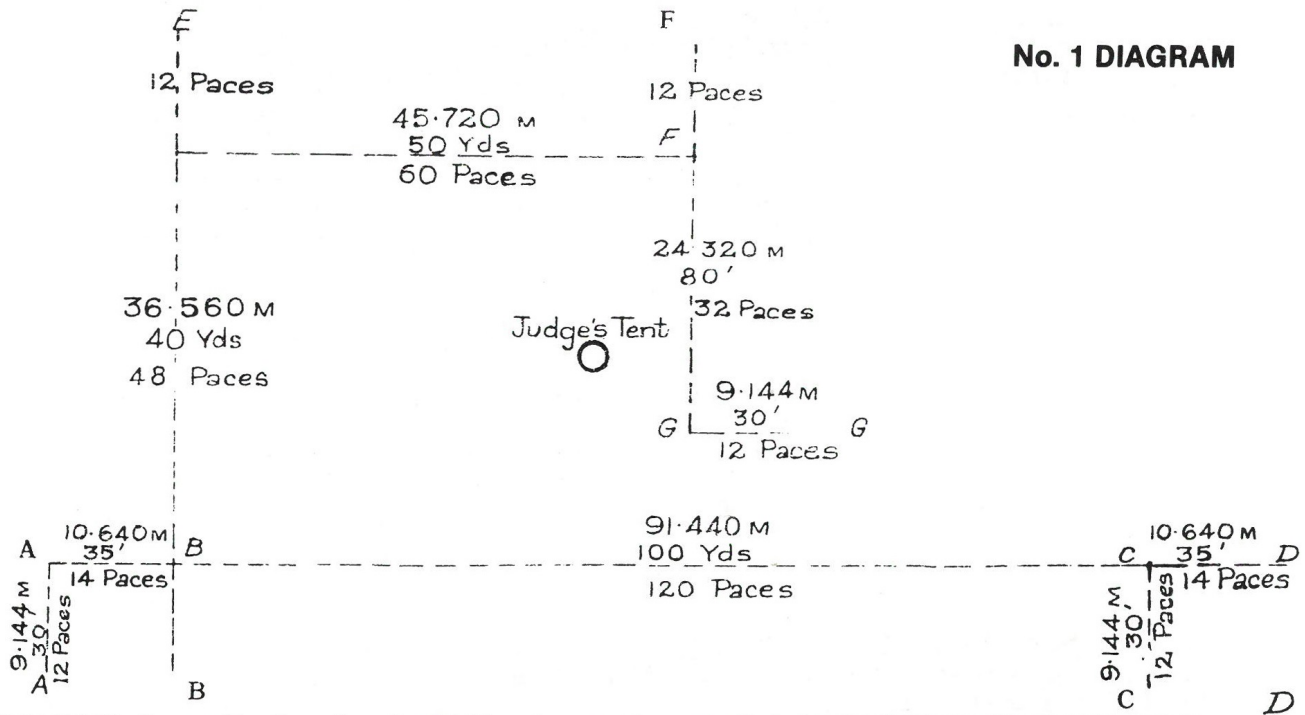 E
F
No. 1 DIAGRAM
12 Paces
12 Paces
45·720 M
50 Yds
F
60 Paces
24·320 M
80'
32 Paces
36·560 M
40 Yds
48 Paces
Judge's Tent
9·144 M
30'
G
G
12 Paces
10·640 M
35'
A
B
14 Paces
91·440 M
100 Yds
120 Paces
10·640 M
35'
C
D
14 Paces
9·144 M
30'
12 Paces
A
B
9·144 M
30'
12 Paces
C
D